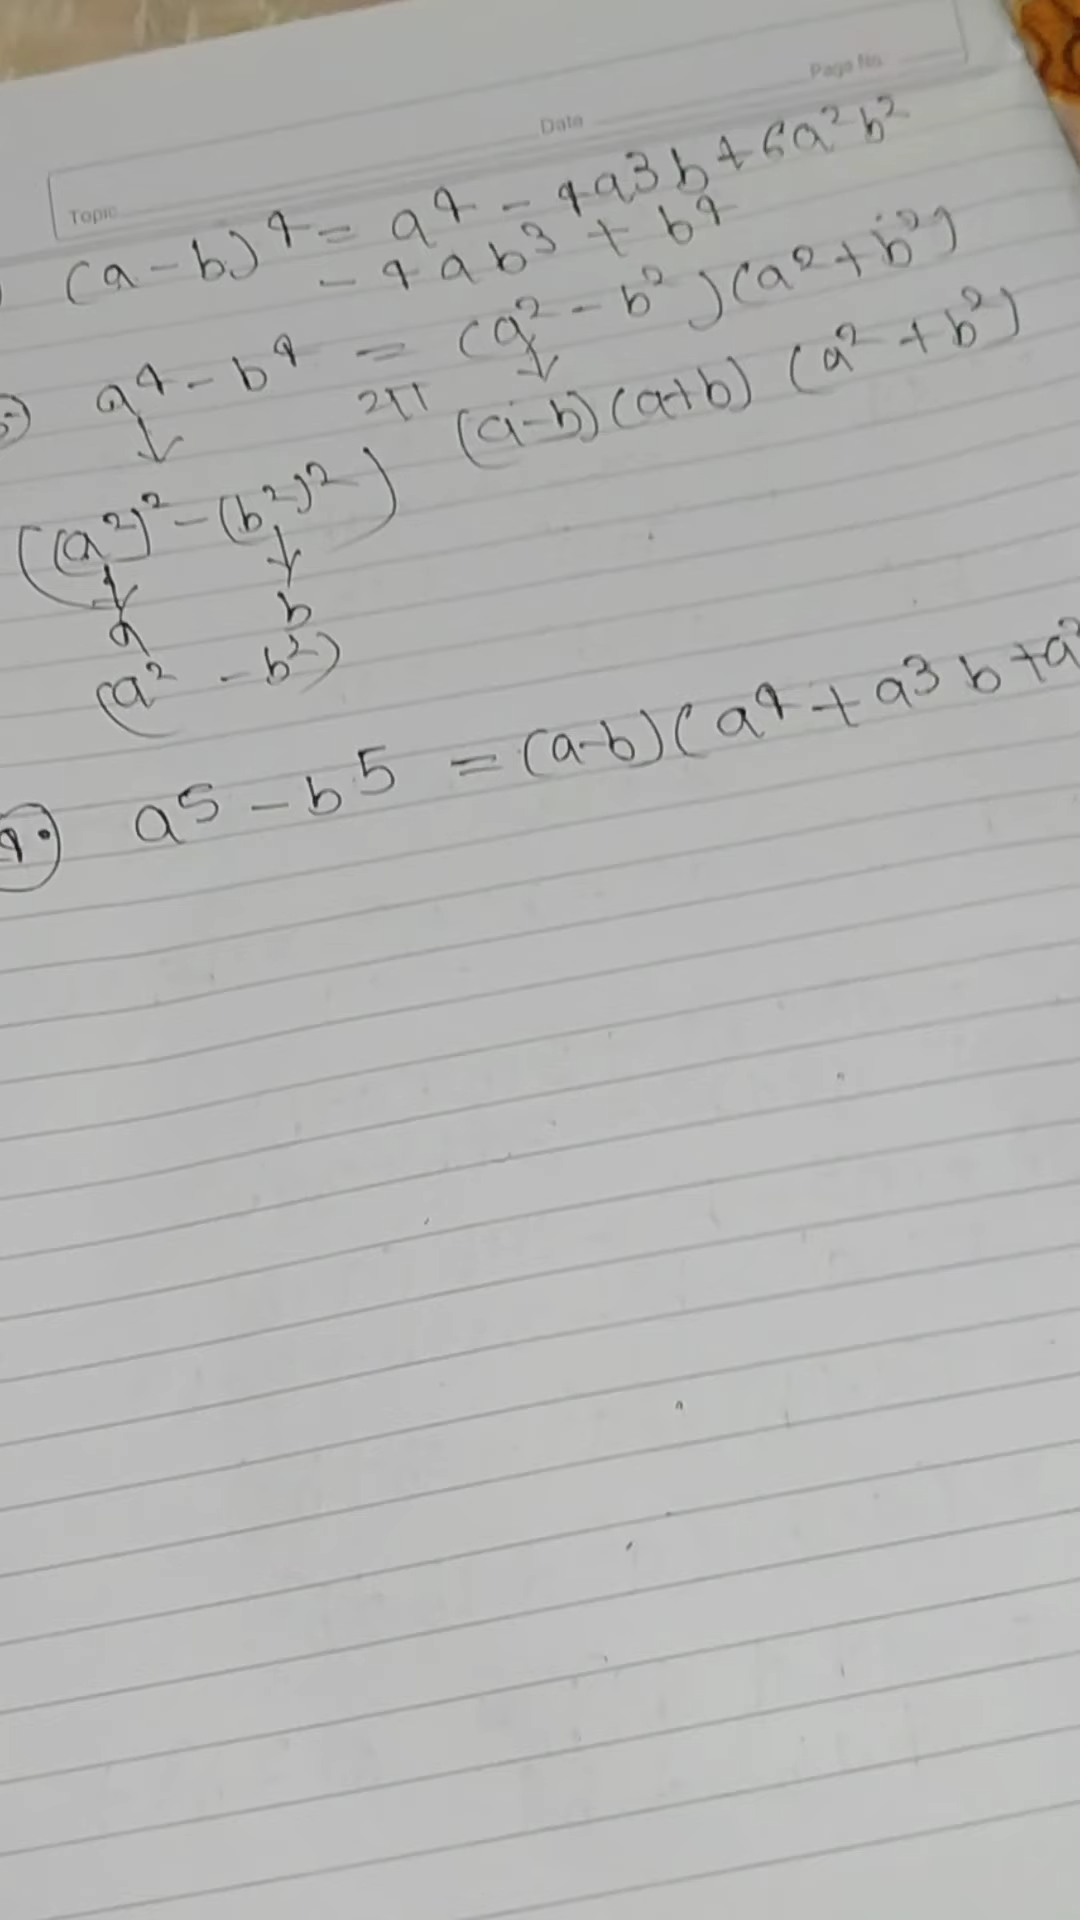 Page No.
Date
Topic
(a-b)⁴ = a⁴ - 4a³b + 6a²b²
- 4ab³ + b⁴
a⁴ - b⁴ = (a² - b²)(a² + b²)
(a-b)(a+b) (a² + b²)
((a²)² - (b²)²)
a b
(a² - b²)
a⁵ - b⁵ = (a-b)(a⁴ + a³b + a²